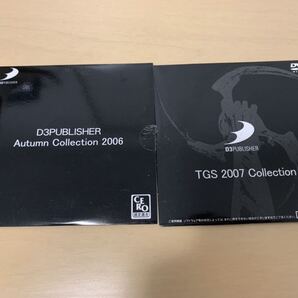 D3PUBLISHER
D3PUBLISHER
Autumn Collection 2006
CERO
D3PUBLISHER
TGS 2007 Collection